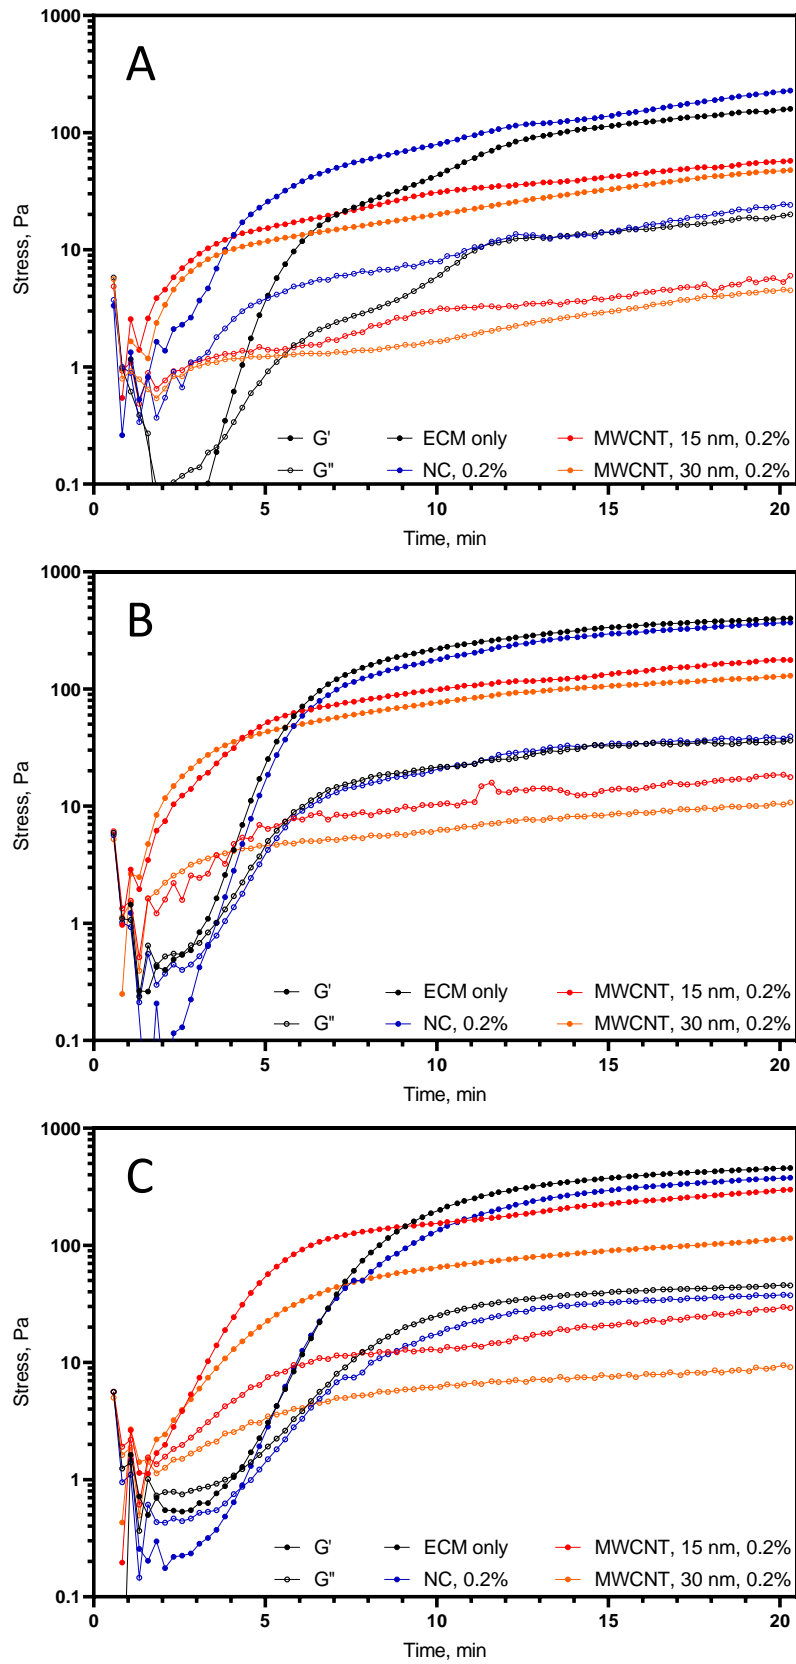 1000
A
100
Stress, Pa
10
1
G' ECM only MWCNT, 15 nm, 0.2%
G" NC, 0.2% MWCNT, 30 nm, 0.2%
0.1
0 5 10 15 20
Time, min
1000
B
100
Stress, Pa
10
1
G' ECM only MWCNT, 15 nm, 0.2%
G" NC, 0.2% MWCNT, 30 nm, 0.2%
0.1
0 5 10 15 20
Time, min
1000
C
100
Stress, Pa
10
1
G' ECM only MWCNT, 15 nm, 0.2%
G" NC, 0.2% MWCNT, 30 nm, 0.2%
0.1
0 5 10 15 20
Time, min